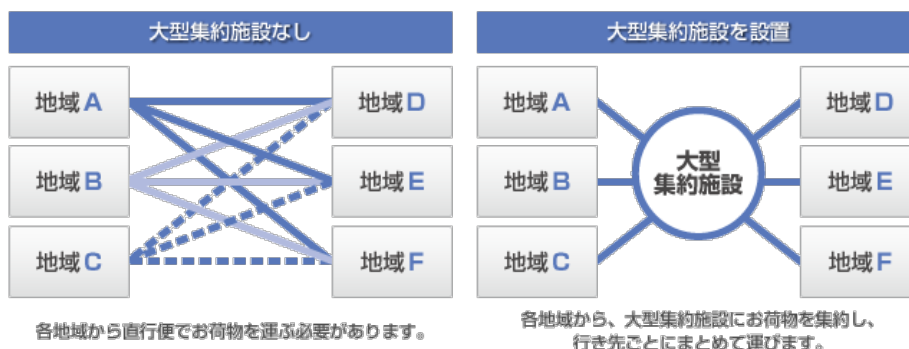 大型集約施設なし
地域A
地域D
地域B
地域E
地域C
地域F
各地域から直行便でお荷物を運ぶ必要があります。
大型集約施設を設置
地域A
地域D
大型
集約施設
地域B
地域E
地域C
地域F
各地域から、大型集約施設にお荷物を集約し、
行き先ごとにまとめて運びます。